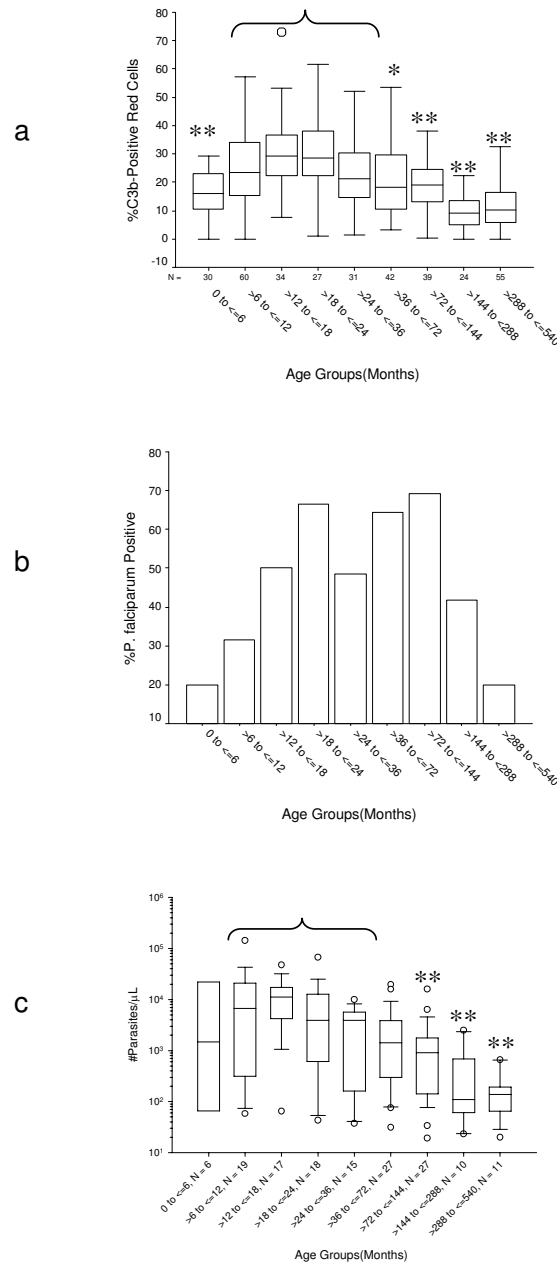 a
%C3b-Positive Red Cells
80
70
60
50
40
30
20
10
0
-10
**
*
**
**
**
N = 30 60 34 27 31 42 39 24 55
0 to <=6
>6 to <=12
>12 to <=18
>18 to <=24
>24 to <=36
>36 to <=72
>72 to <=144
>144 to <=288
>288 to <=540
Age Groups(Months)
b
%P. falciparum Positive
80
70
60
50
40
30
20
10
0 to <=6
>6 to <=12
>12 to <=18
>18 to <=24
>24 to <=36
>36 to <=72
>72 to <=144
>144 to <288
>288 to <=540
Age Groups(Months)
c
#Parasites/µL
10⁶
10⁵
10⁴
10³
10²
10¹
**
**
**
0 to <=6, N = 6
>6 to <=12, N = 19
>12 to <=18, N = 17
>18 to <=24, N = 18
>24 to <=36, N = 15
>36 to <=72, N = 27
>72 to <=144, N = 27
>144 to <=288, N = 10
>288 to <=540, N = 11
Age Groups(Months)